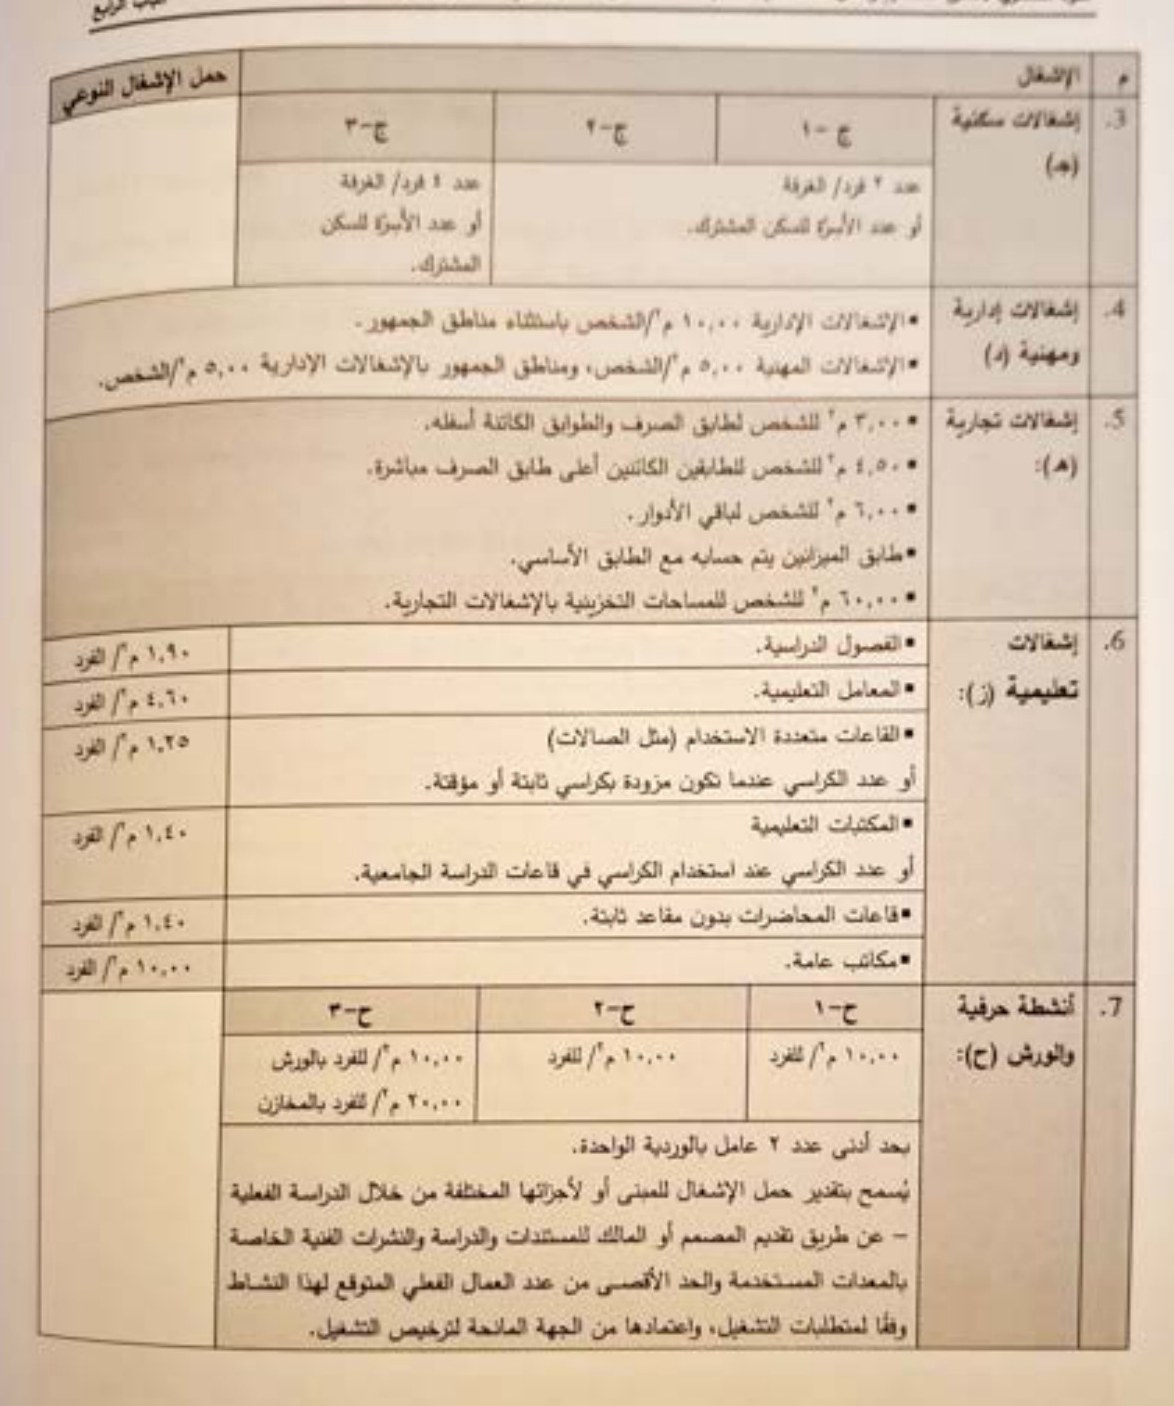 الباب الرابع
م
الإشغال
حمل الإشغال النوعي
3.
إشغالات سكنية
(جـ)
ج -١
ج-٢
ج-٣
عدد ٢ فرد/ الغرفة
أو عدد الأسرّة للسكن المشترك.
عدد ٤ فرد/ الغرفة
أو عدد الأسرّة للسكن
المشترك.
4.
إشغالات إدارية
ومهنية (د)
▪الإشغالات الإدارية ١٠,٠٠ م٢/الشخص باستثناء مناطق الجمهور.
▪الإشغالات المهنية ٥,٠٠ م٢/الشخص، ومناطق الجمهور بالإشغالات الإدارية ٥,٠٠ م٢/الشخص.
5.
إشغالات تجارية
(هـ):
▪٣,٠٠ م٢ للشخص لطابق الصرف والطوابق الكائنة أسفله.
▪٤,٥٠ م٢ للشخص للطابقين الكائنين أعلى طابق الصرف مباشرة.
▪٦,٠٠ م٢ للشخص لباقي الأدوار.
▪طابق الميزانين يتم حسابه مع الطابق الأساسي.
▪٦٠,٠٠ م٢ للشخص للمساحات التخزينية بالإشغالات التجارية.
6.
إشغالات
تعليمية (ز):
▪الفصول الدراسية.
١,٩٠ م٢/ الفرد
▪المعامل التعليمية.
٤,٦٠ م٢/ الفرد
▪القاعات متعددة الاستخدام (مثل الصالات)
أو عدد الكراسي عندما تكون مزودة بكراسي ثابتة أو مؤقتة.
١,٢٥ م٢/ الفرد
▪المكتبات التعليمية
أو عدد الكراسي عند استخدام الكراسي في قاعات الدراسة الجامعية.
١,٤٠ م٢/ الفرد
▪قاعات المحاضرات بدون مقاعد ثابتة.
١,٤٠ م٢/ الفرد
▪مكاتب عامة.
١٠,٠٠ م٢/ الفرد
7.
أنشطة حرفية
والورش (ح):
ح-١
ح-٢
ح-٣
١٠,٠٠ م٢/ للفرد
١٠,٠٠ م٢/ للفرد
١٠,٠٠ م٢/ للفرد بالورش
٢٠,٠٠ م٢/ للفرد بالمخازن
بحد أدنى عدد ٢ عامل بالوردية الواحدة.
يُسمح بتقدير حمل الإشغال للمبنى أو لأجزائها المختلفة من خلال الدراسة الفعلية
– عن طريق تقديم المصمم أو المالك للمستندات والدراسة والنشرات الفنية الخاصة
بالمعدات المستخدمة والحد الأقصى من عدد العمال الفعلي المتوقع لهذا النشاط
وفقًا لمتطلبات التشغيل، واعتمادها من الجهة المانحة لترخيص التشغيل.